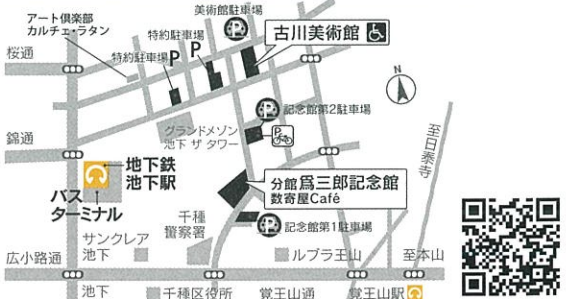 アート倶楽部
カルチェ・ラタン
美術館駐車場
特約駐車場
P
特約駐車場
P
古川美術館
桜通
N
P
記念館第2駐車場
P
グランドメゾン
池下 ザ タワー
至日泰寺
錦通
地下鉄
池下駅
バス
ターミナル
分館 爲三郎記念館
数寄屋Café
千種
警察署
P
記念館第1駐車場
サンクレア
池下
ルブラ王山
至本山
広小路通
池下
千種区役所
覚王山通
覚王山駅